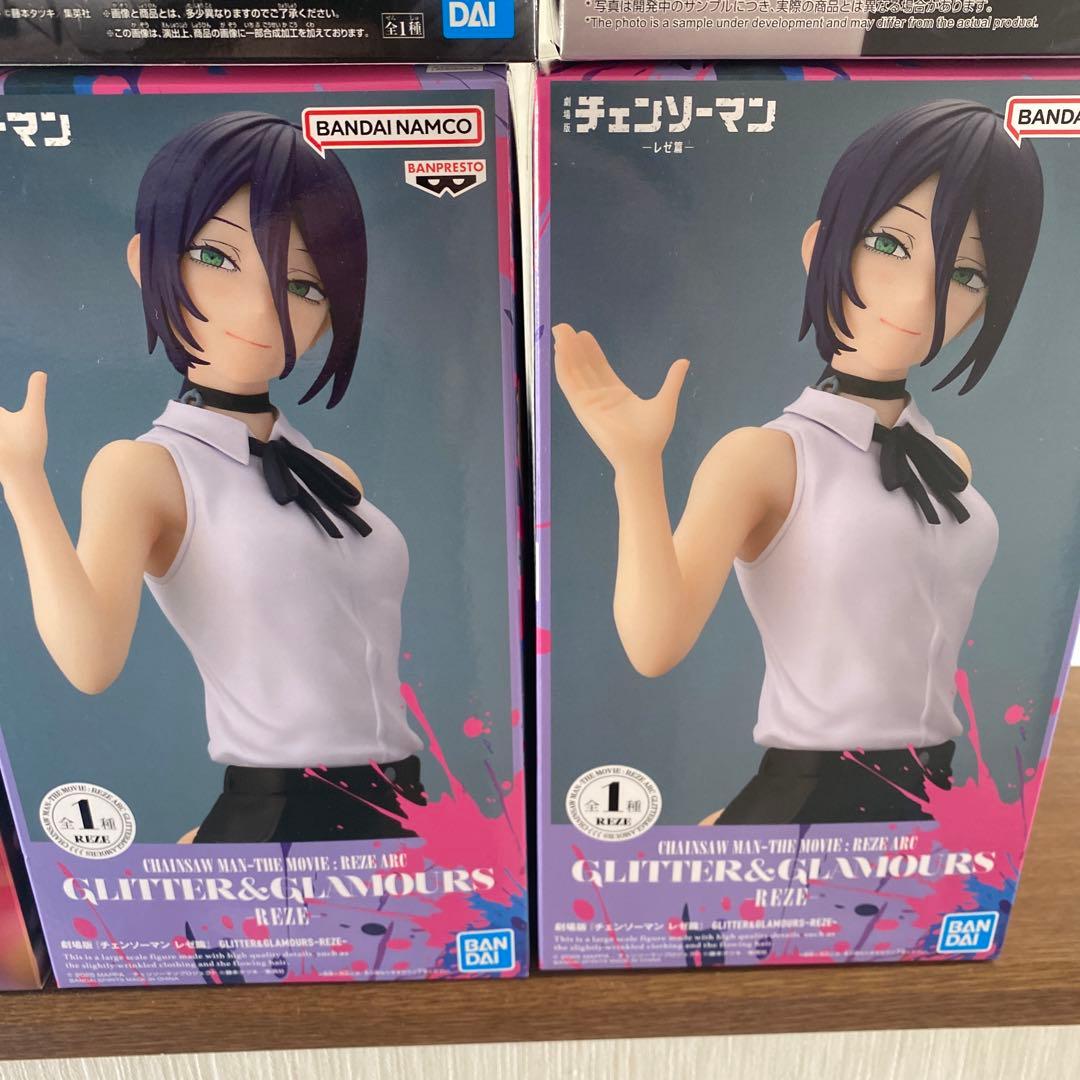 ©藤本タツキ/集英社
※画像と商品とは、多少異なりますのでご了承ください。
※この画像は、演出上、商品の画像に一部合成加工を加えております。
全1種
DAI
*写真は開発中のサンプルにつき、実際の商品とは異なる場合があります。
*The photo is a sample under development and may differ from the actual product.
ーマン
BANDAI NAMCO
BANPRESTO
全1種
REZE
CHAINSAW MAN-THE MOVIE : REZE ARC
GLITTER&GLAMOURS
-REZE-
劇場版「チェンソーマン レゼ篇」 GLITTER&GLAMOURS-REZE-
This is a large scale figure made with high quality details such as
the slightly-wrinkled clothing and the flowing hair.
BAN
DAI
劇場版
チェンソーマン
—レゼ篇—
BANDA
全1種
REZE
CHAINSAW MAN-THE MOVIE : REZE ARC
GLITTER&GLAMOURS
-REZE-
劇場版「チェンソーマン レゼ篇」 GLITTER&GLAMOURS-REZE-
This is a large scale figure made with high quality details such as
the slightly-wrinkled clothing and the flowing hair.
BAN
DAI